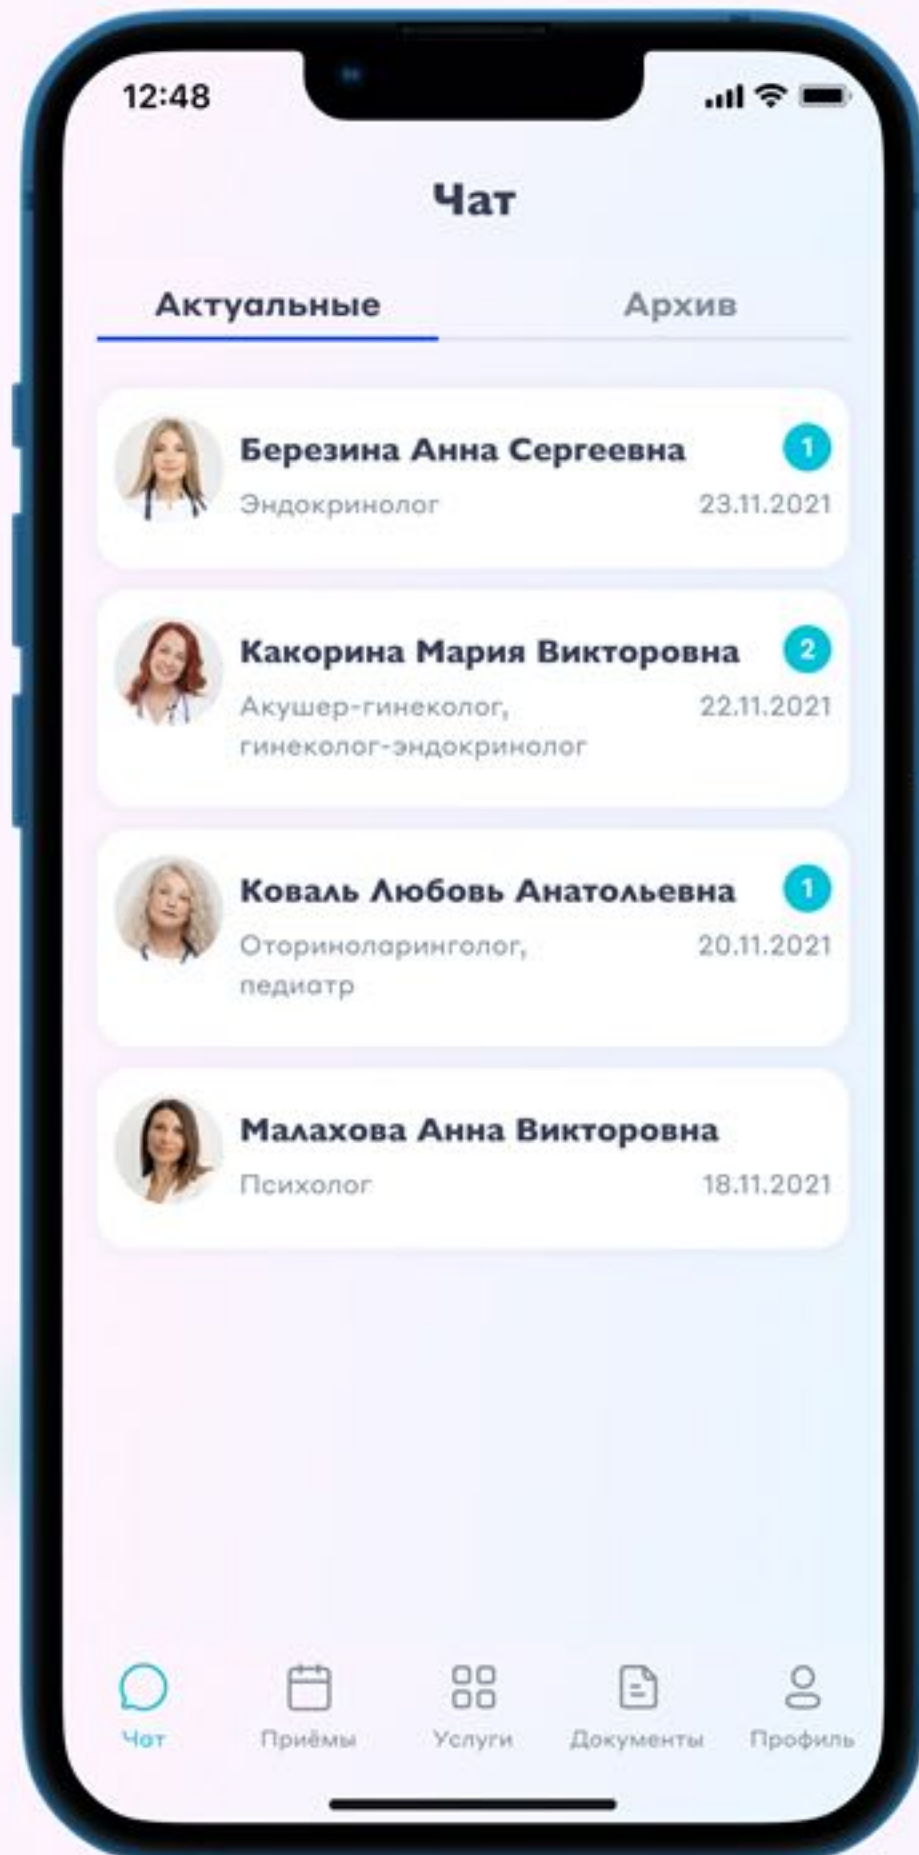 12:48
Чат
Актуальные Архив
Березина Анна Сергеевна 1
Эндокринолог 23.11.2021
Какорина Мария Викторовна 2
Акушер-гинеколог, 22.11.2021
гинеколог-эндокринолог
Коваль Любовь Анатольевна 1
Оториноларинголог, 20.11.2021
педиатр
Малахова Анна Викторовна
Психолог 18.11.2021
Чат Приёмы Услуги Документы Профиль